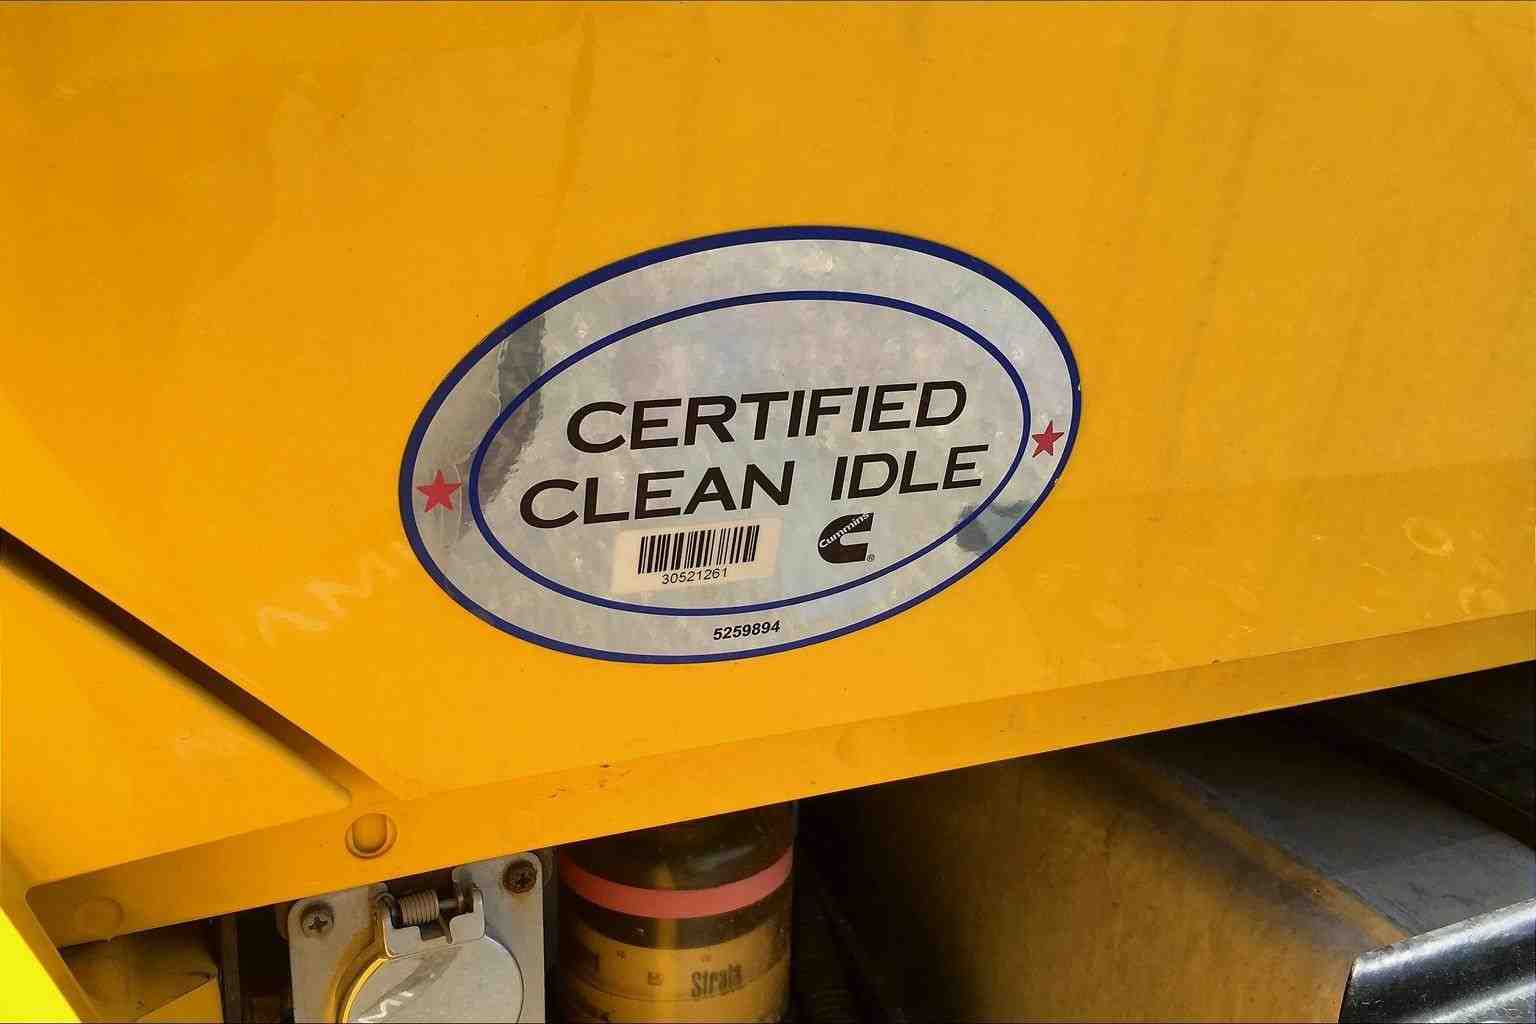 CERTIFIED
CLEAN IDLE
Cummins
®
30521261
5259894